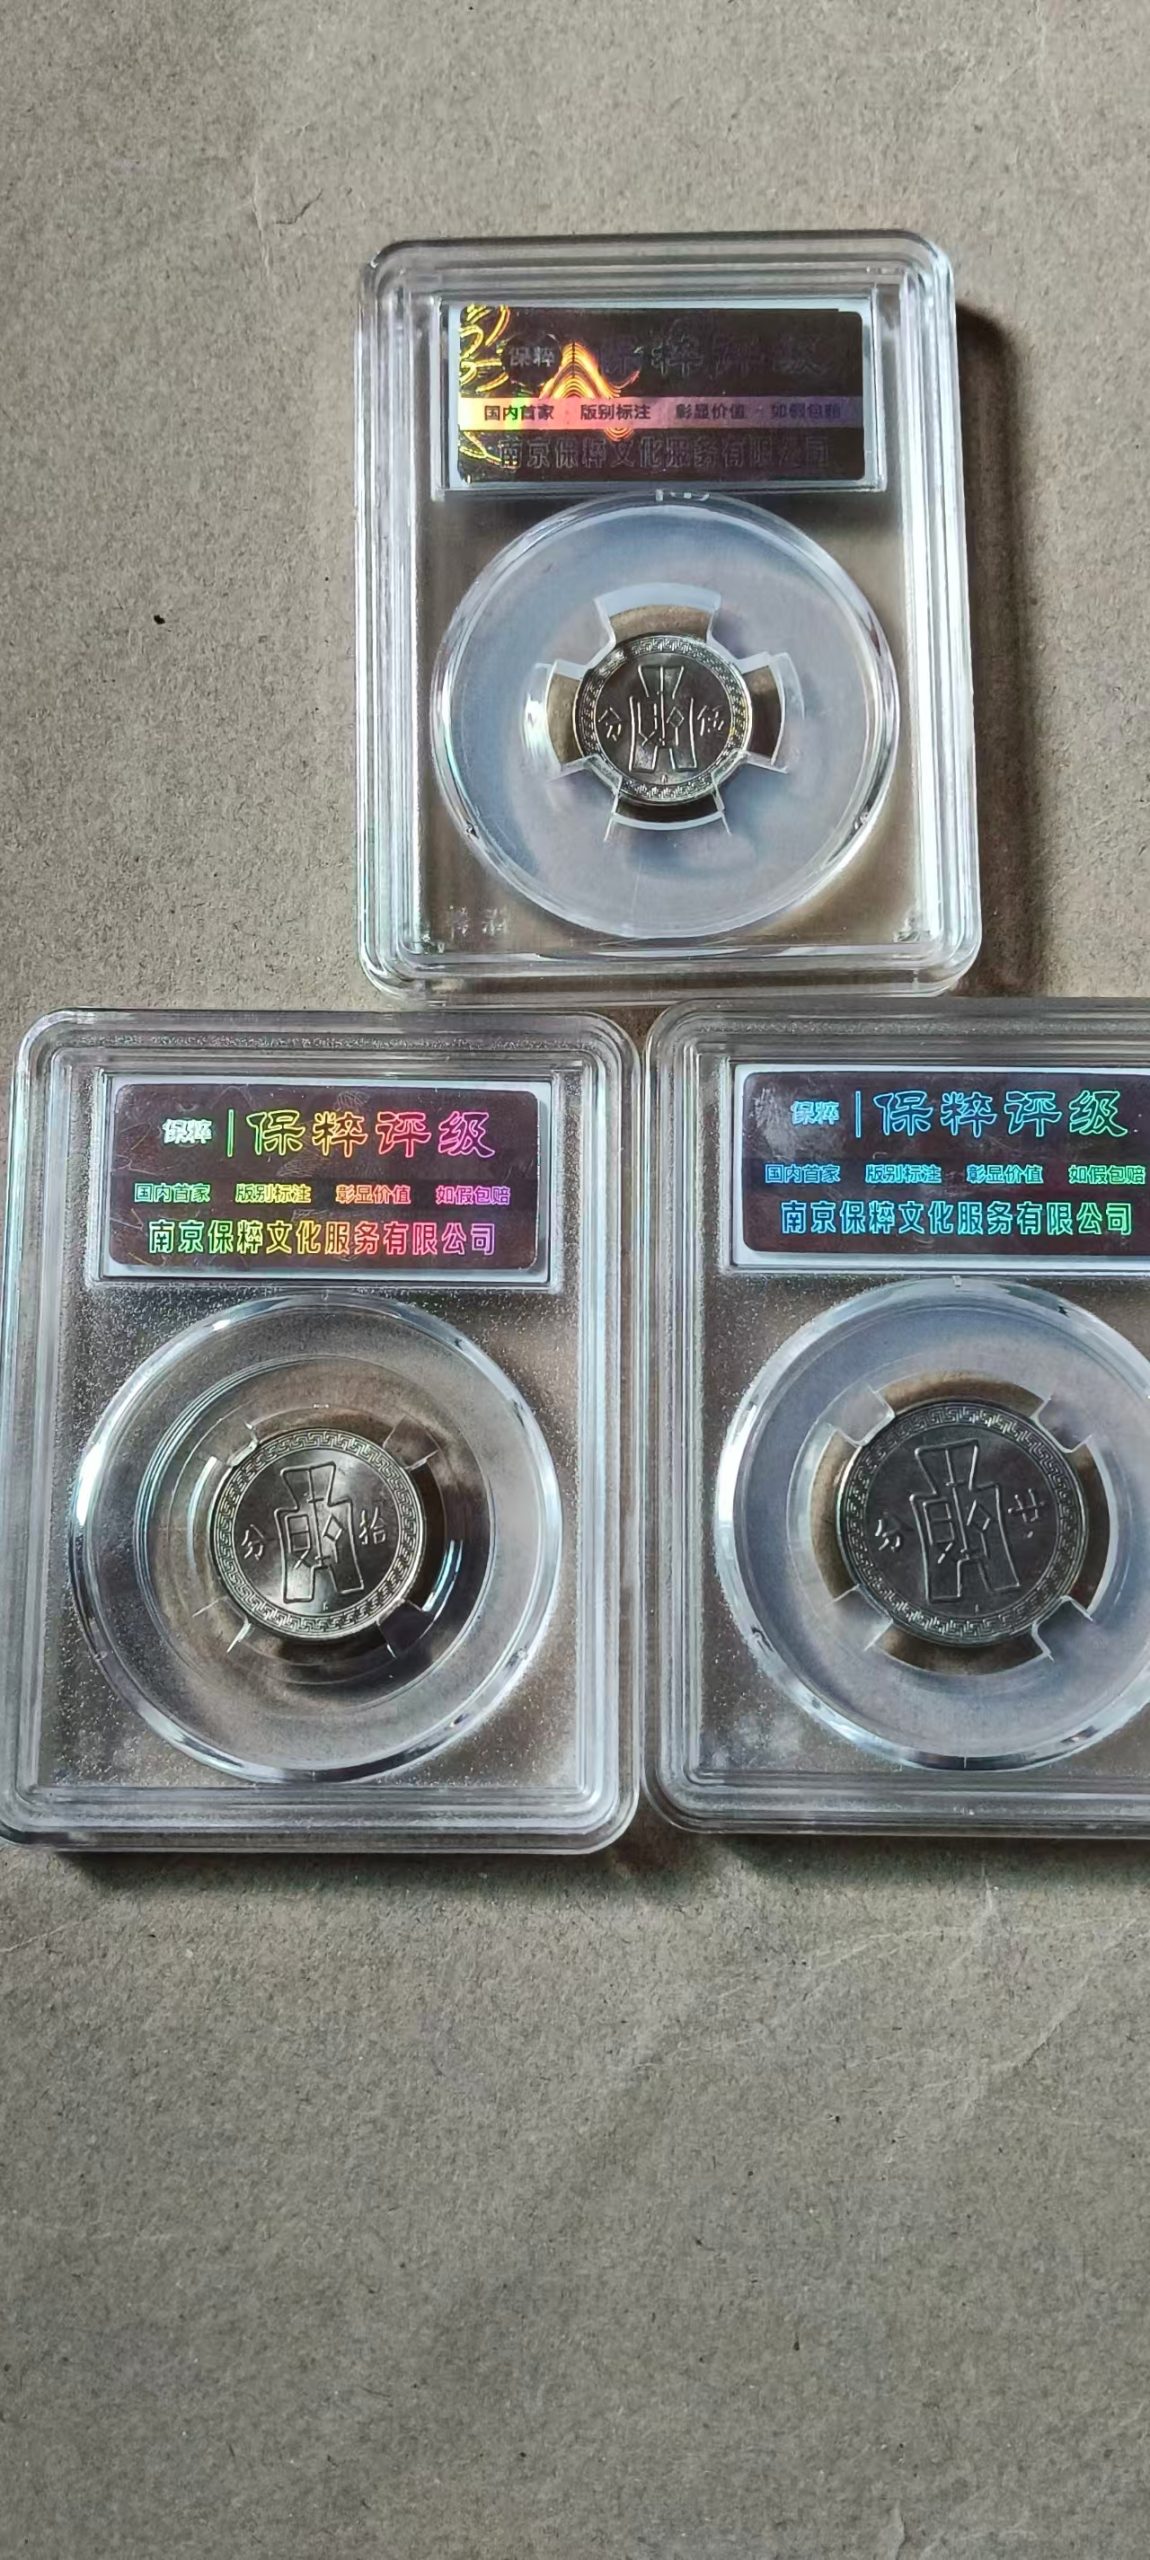 保粹 保粹评级
国内首家 版别标注 彰显价值 如假包赔
南京保粹文化服务有限公司
分 伍
保粹 | 保粹评级
国内首家 版别标注 彰显价值 如假包赔
南京保粹文化服务有限公司
分 拾
保粹 | 保粹评级
国内首家 版别标注 彰显价值 如假包赔
南京保粹文化服务有限公司
分 廿